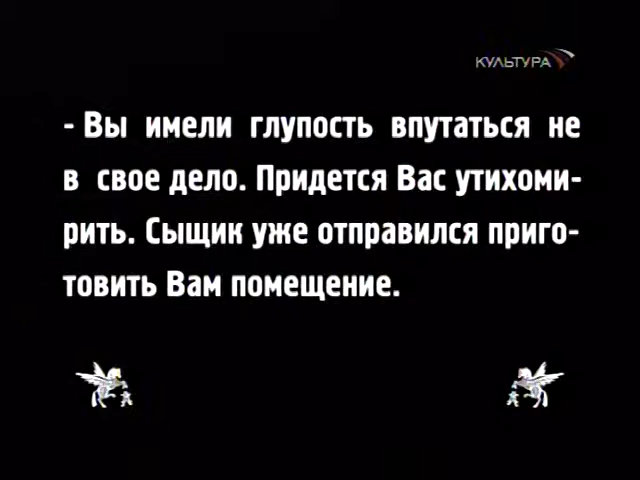 КУЛЬТУРА
- Вы имели глупость впутаться не
в свое дело. Придется Вас утихоми-
рить. Сыщик уже отправился приго-
товить Вам помещение.